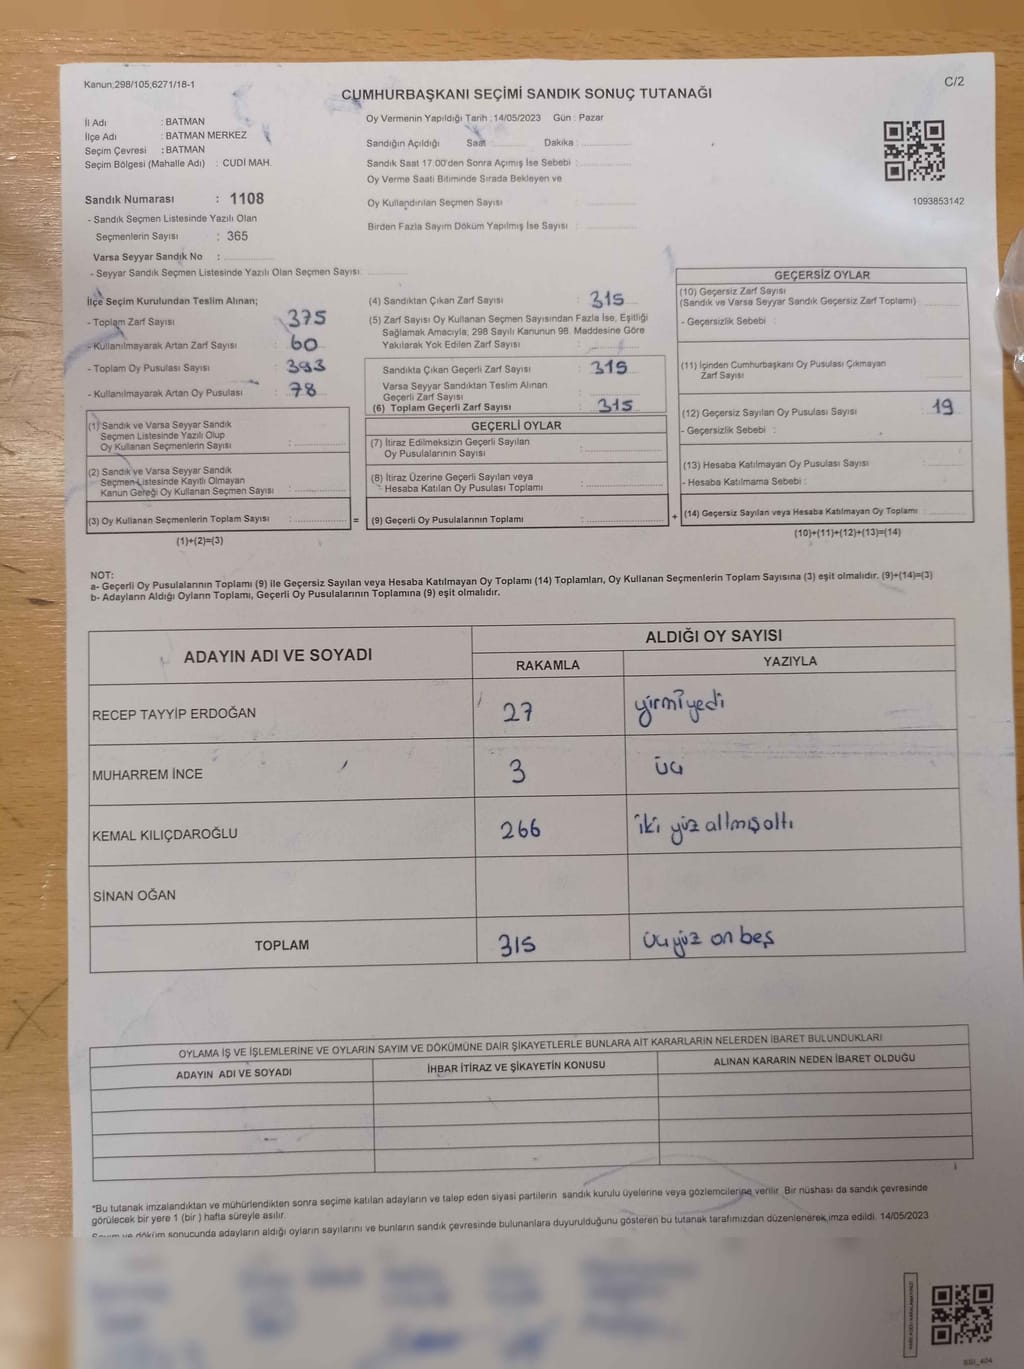 Kanun;298/105;6271/18-1
C/2
CUMHURBAŞKANI SEÇİMİ SANDIK SONUÇ TUTANAĞI
İl Adı : BATMAN
İlçe Adı : BATMAN MERKEZ
Seçim Çevresi : BATMAN
Seçim Bölgesi (Mahalle Adı) : CUDİ MAH.
Oy Vermenin Yapıldığı Tarih : 14/05/2023 Gün : Pazar
Sandığın Açıldığı Saat Dakika :
Sandık Saat 17:00'den Sonra Açımış İse Sebebi :
Oy Verme Saati Bitiminde Sırada Bekleyen ve
Oy Kullandırılan Seçmen Sayısı :
Birden Fazla Sayım Döküm Yapılmış İse Sayısı :
1093853142
Sandık Numarası : 1108
- Sandık Seçmen Listesinde Yazılı Olan
Seçmenlerin Sayısı : 365
Varsa Seyyar Sandık No :
- Seyyar Sandık Seçmen Listesinde Yazılı Olan Seçmen Sayısı:
İlçe Seçim Kurulundan Teslim Alınan;
- Toplam Zarf Sayısı : 375
- Kullanılmayarak Artan Zarf Sayısı : 60
- Toplam Oy Pusulası Sayısı : 393
- Kullanılmayarak Artan Oy Pusulası : 78
(1) Sandık ve Varsa Seyyar Sandık
Seçmen Listesinde Yazılı Olup
Oy Kullanan Seçmenlerin Sayısı :
(2) Sandık ve Varsa Seyyar Sandık
Seçmen Listesinde Kayıtlı Olmayan
Kanun Gereği Oy Kullanan Seçmen Sayısı :
(3) Oy Kullanan Seçmenlerin Toplam Sayısı :
(1)+(2)=(3)
(4) Sandıktan Çıkan Zarf Sayısı : 315
(5) Zarf Sayısı Oy Kullanan Seçmen Sayısından Fazla İse, Eşitliği
Sağlamak Amacıyla; 298 Sayılı Kanunun 98. Maddesine Göre
Yakılarak Yok Edilen Zarf Sayısı :
Sandıkta Çıkan Geçerli Zarf Sayısı : 315
Varsa Seyyar Sandıktan Teslim Alınan
Geçerli Zarf Sayısı :
(6) Toplam Geçerli Zarf Sayısı : 315
GEÇERLİ OYLAR
(7) İtiraz Edilmeksizin Geçerli Sayılan
Oy Pusulalarının Sayısı :
(8) İtiraz Üzerine Geçerli Sayılan veya
Hesaba Katılan Oy Pusulası Toplamı :
= (9) Geçerli Oy Pusulalarının Toplamı :
GEÇERSİZ OYLAR
(10) Geçersiz Zarf Sayısı
(Sandık ve Varsa Seyyar Sandık Geçersiz Zarf Toplamı) :
- Geçersizlik Sebebi :
(11) İçinden Cumhurbaşkanı Oy Pusulası Çıkmayan
Zarf Sayısı :
(12) Geçersiz Sayılan Oy Pusulası Sayısı : 19
- Geçersizlik Sebebi :
(13) Hesaba Katılmayan Oy Pusulası Sayısı :
- Hesaba Katılmama Sebebi :
+ (14) Geçersiz Sayılan veya Hesaba Katılmayan Oy Toplamı :
(10)+(11)+(12)+(13)=(14)
NOT:
a- Geçerli Oy Pusulalarının Toplamı (9) ile Geçersiz Sayılan veya Hesaba Katılmayan Oy Toplamı (14) Toplamları, Oy Kullanan Seçmenlerin Toplam Sayısına (3) eşit olmalıdır. (9)+(14)=(3)
b- Adayların Aldığı Oyların Toplamı, Geçerli Oy Pusulalarının Toplamına (9) eşit olmalıdır.
ADAYIN ADI VE SOYADI
ALDIĞI OY SAYISI
RAKAMLA YAZIYLA
RECEP TAYYİP ERDOĞAN 27 yirmiyedi
MUHARREM İNCE 3 üç
KEMAL KILIÇDAROĞLU 266 iki yüz altmışaltı
SİNAN OĞAN
TOPLAM 315 üçyüz on beş
OYLAMA İŞ VE İŞLEMLERİNE VE OYLARIN SAYIM VE DÖKÜMÜNE DAİR ŞİKAYETLERLE BUNLARA AİT KARARLARIN NELERDEN İBARET BULUNDUKLARI
ADAYIN ADI VE SOYADI İHBAR İTİRAZ VE ŞİKAYETİN KONUSU ALINAN KARARIN NEDEN İBARET OLDUĞU
*Bu tutanak imzalandıktan ve mühürlendikten sonra seçime katılan adayların ve talep eden siyasi partilerin sandık kurulu üyelerine veya gözlemcilerine verilir. Bir nüshası da sandık çevresinde
görülecek bir yere 1 (bir ) hafta süreyle asılır.
Sayım ve döküm sonucunda adayların aldığı oyların sayılarını ve bunların sandık çevresinde bulunanlara duyurulduğunu gösteren bu tutanak tarafımızdan düzenlenerek imza edildi. 14/05/2023